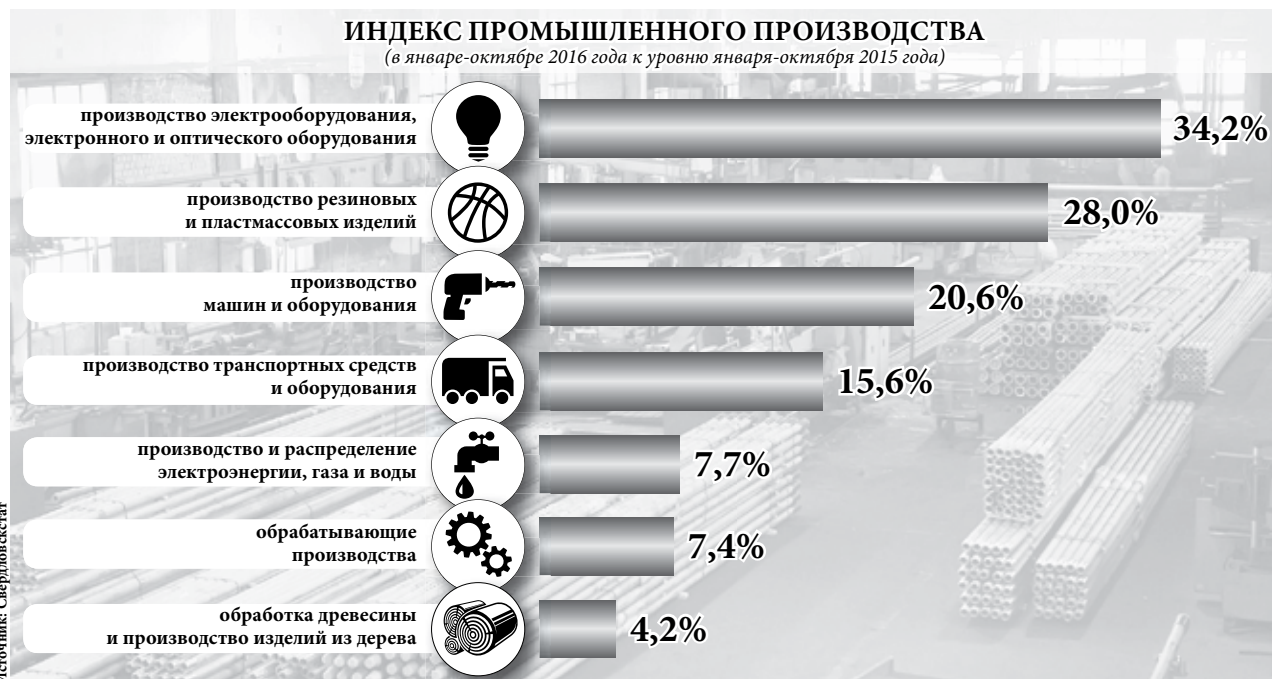 ИНДЕКС ПРОМЫШЛЕННОГО ПРОИЗВОДСТВА
(в январе-октябре 2016 года к уровню января-октября 2015 года)
производство электрооборудования,
электронного и оптического оборудования
34,2%
производство резиновых
и пластмассовых изделий
28,0%
производство
машин и оборудования
20,6%
производство транспортных средств
и оборудования
15,6%
производство и распределение
электроэнергии, газа и воды
7,7%
обрабатывающие
производства
7,4%
обработка древесины
и производство изделий из дерева
4,2%
Источник: Свердловскстат